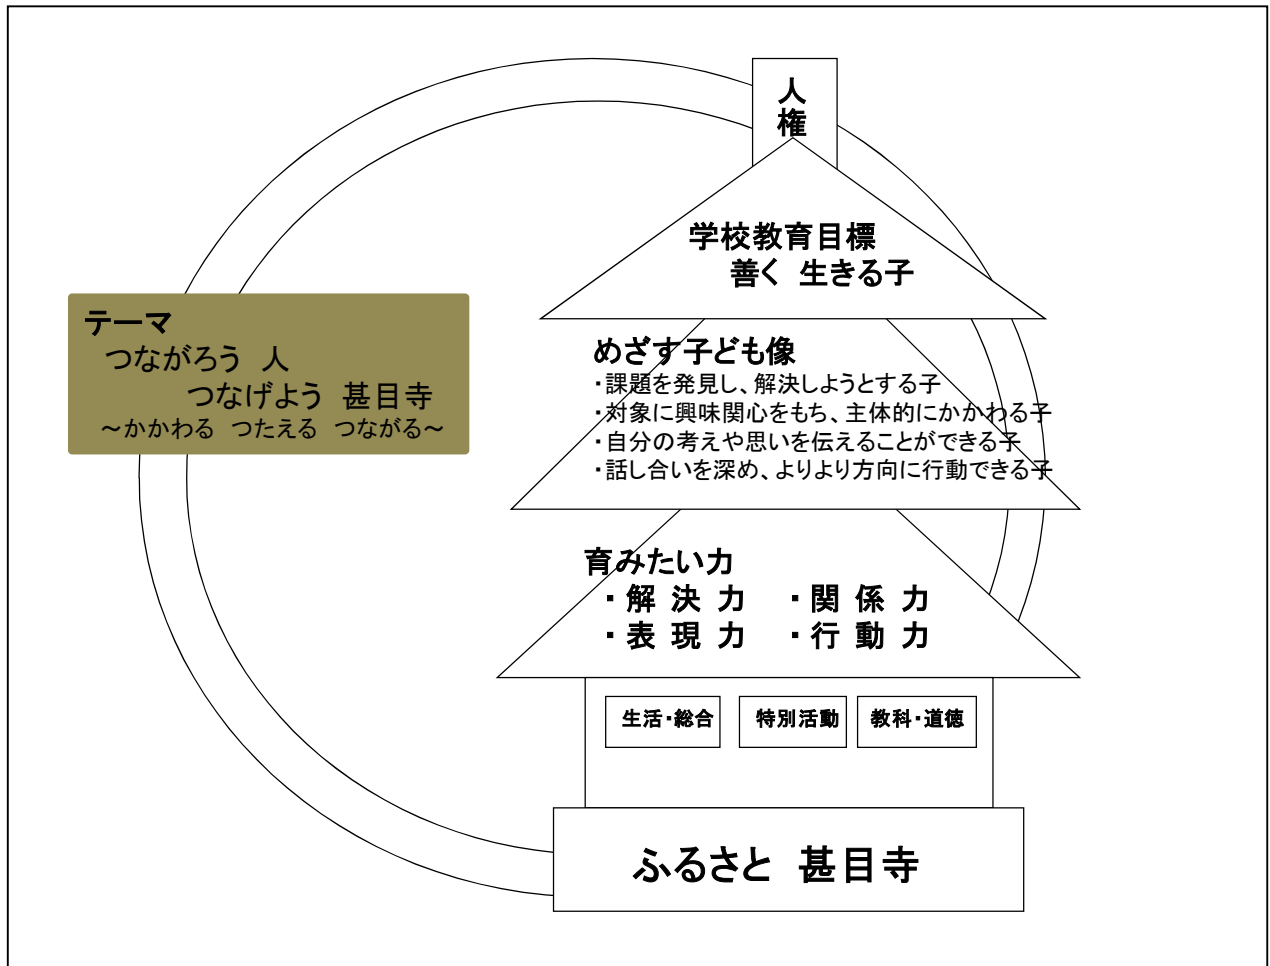 人
権
学校教育目標
善く 生きる子
テーマ
つながろう 人
つなげよう 甚目寺
～かかわる つたえる つながる～
めざす子ども像
・課題を発見し、解決しようとする子
・対象に興味関心をもち、主体的にかかわる子
・自分の考えや思いを伝えることができる子
・話し合いを深め、よりより方向に行動できる子
育みたい力
・解 決 力 ・関 係 力
・表 現 力 ・行 動 力
生活・総合 特別活動 教科・道徳
ふるさと 甚目寺